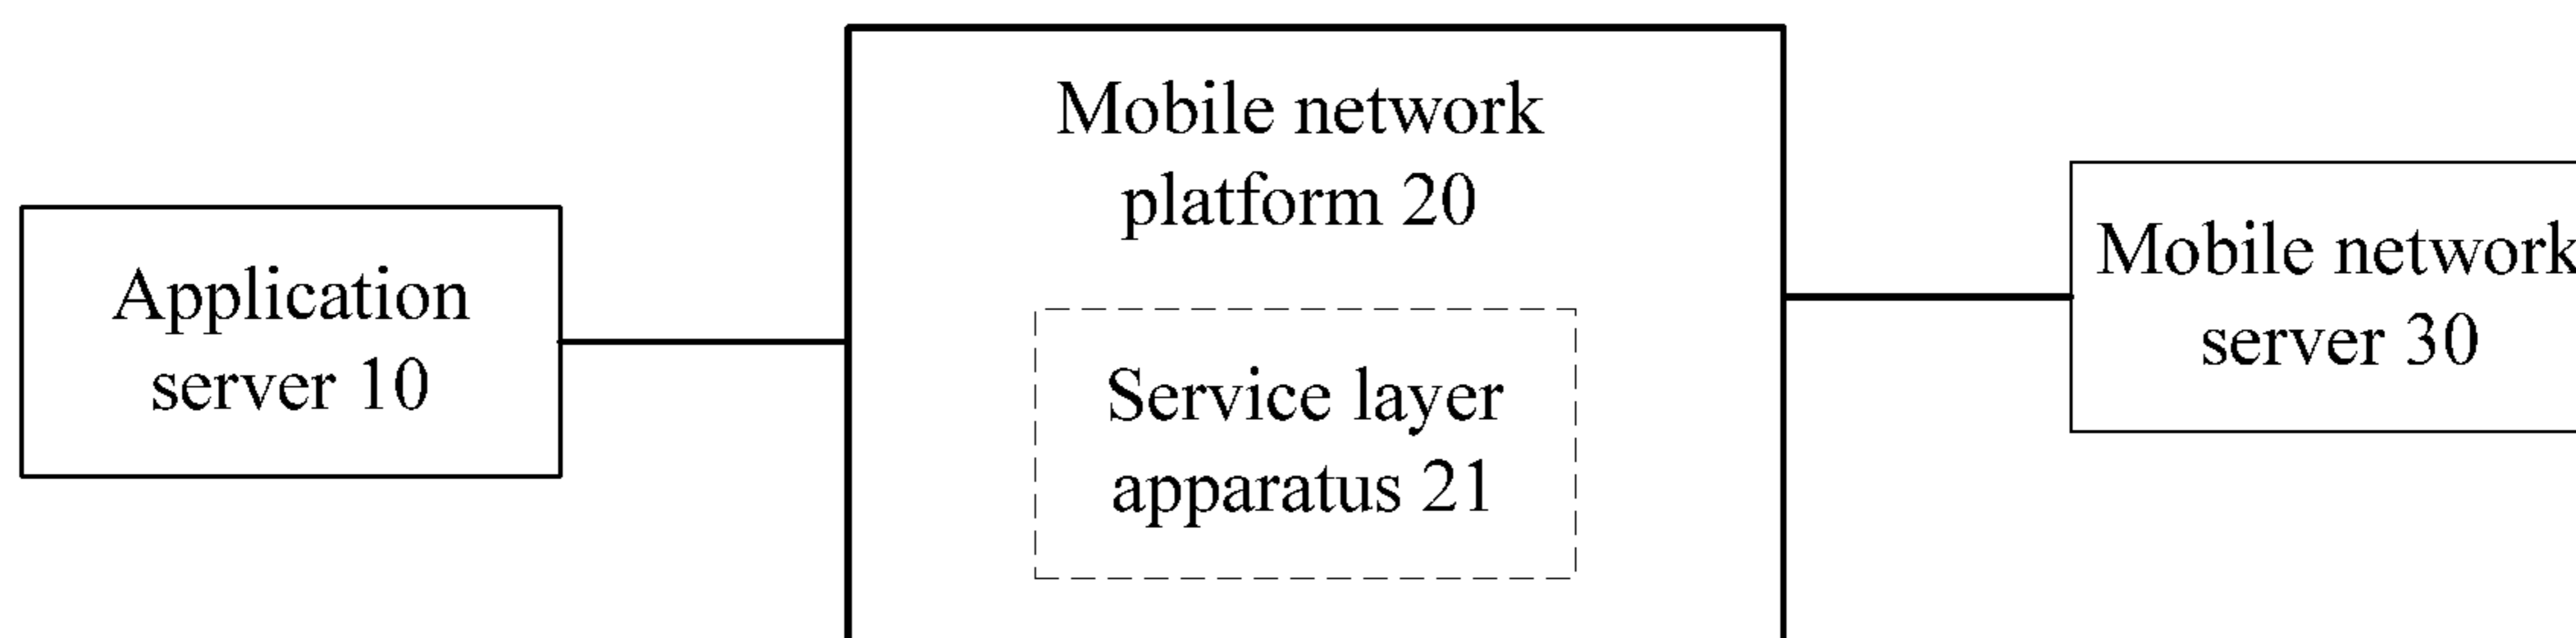 Mobile network
platform 20
Application
server 10
Service layer
apparatus 21
Mobile network
server 30